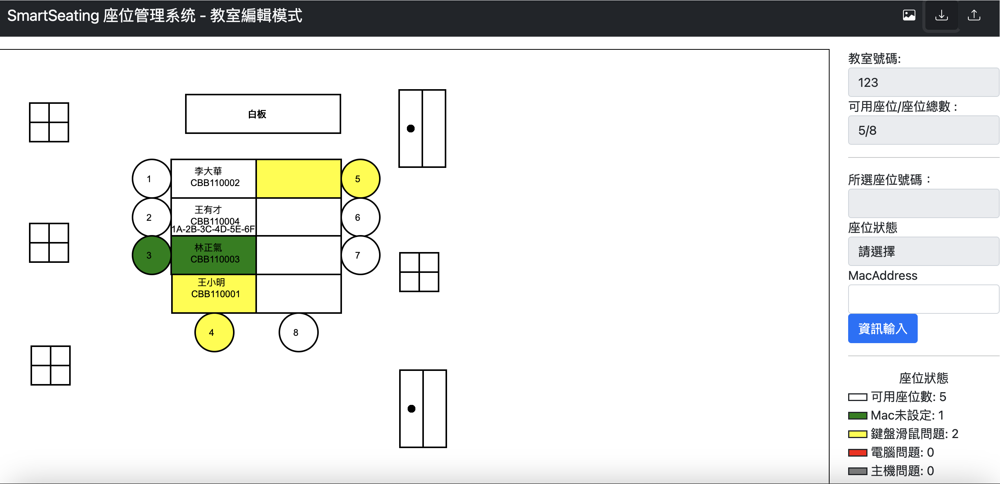 SmartSeating 座位管理系统 - 教室編輯模式
白板
1
李大華
CBB110002
5
2
王有才
CBB110004
1A-2B-3C-4D-5E-6F
6
3
林正氣
CBB110003
7
王小明
CBB110001
4
8
教室號碼:
123
可用座位/座位總數 :
5/8
所選座位號碼：
座位狀態
請選擇
MacAddress
資訊輸入
座位狀態
可用座位數: 5
Mac未設定: 1
鍵盤滑鼠問題: 2
電腦問題: 0
主機問題: 0